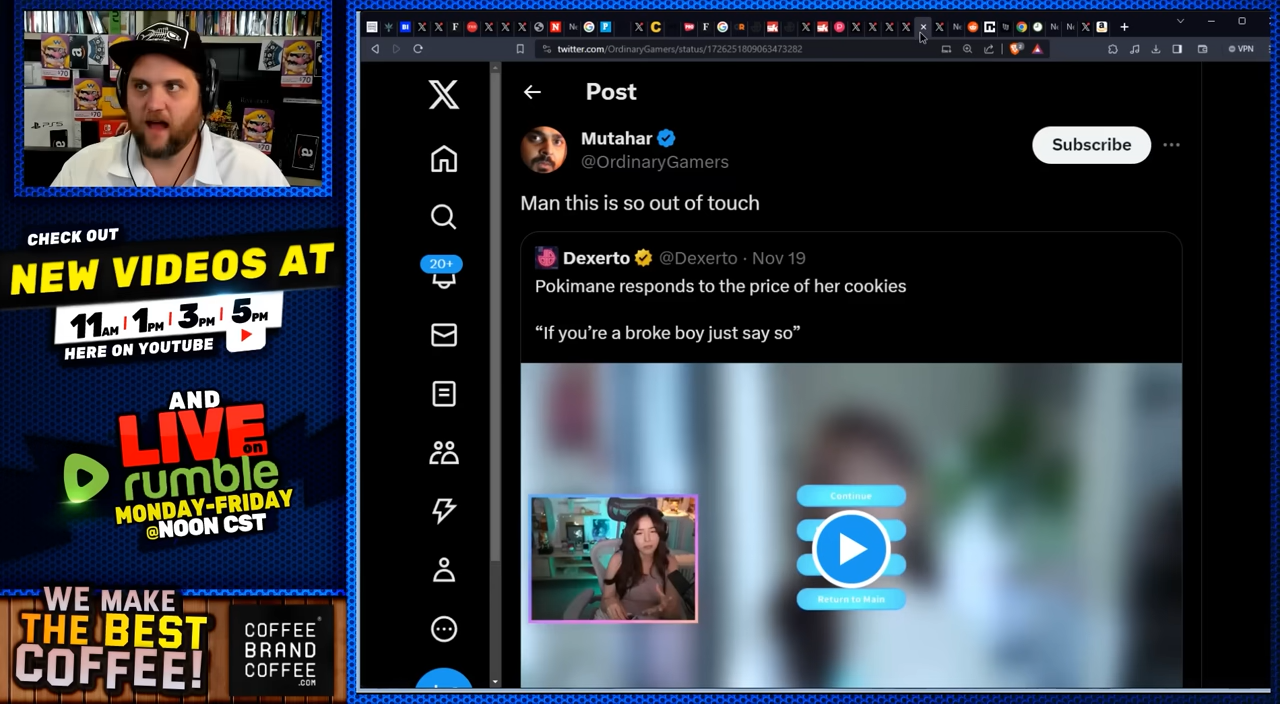 CHECK OUT
NEW VIDEOS AT
11AM | 1PM | 3PM | 5PM
HERE ON YOUTUBE
AND
LIVE on
rumble
MONDAY-FRIDAY
@NOON CST
WE MAKE
THE BEST
COFFEE!
COFFEE
BRAND
COFFEE
.COM
twitter.com/OrdinaryGamers/status/1726251809063473282
VPN
Post
Mutahar
@OrdinaryGamers
Subscribe
Man this is so out of touch
20+
Dexerto @Dexerto · Nov 19
Pokimane responds to the price of her cookies
“If you’re a broke boy just say so”
Continue
Return to Main